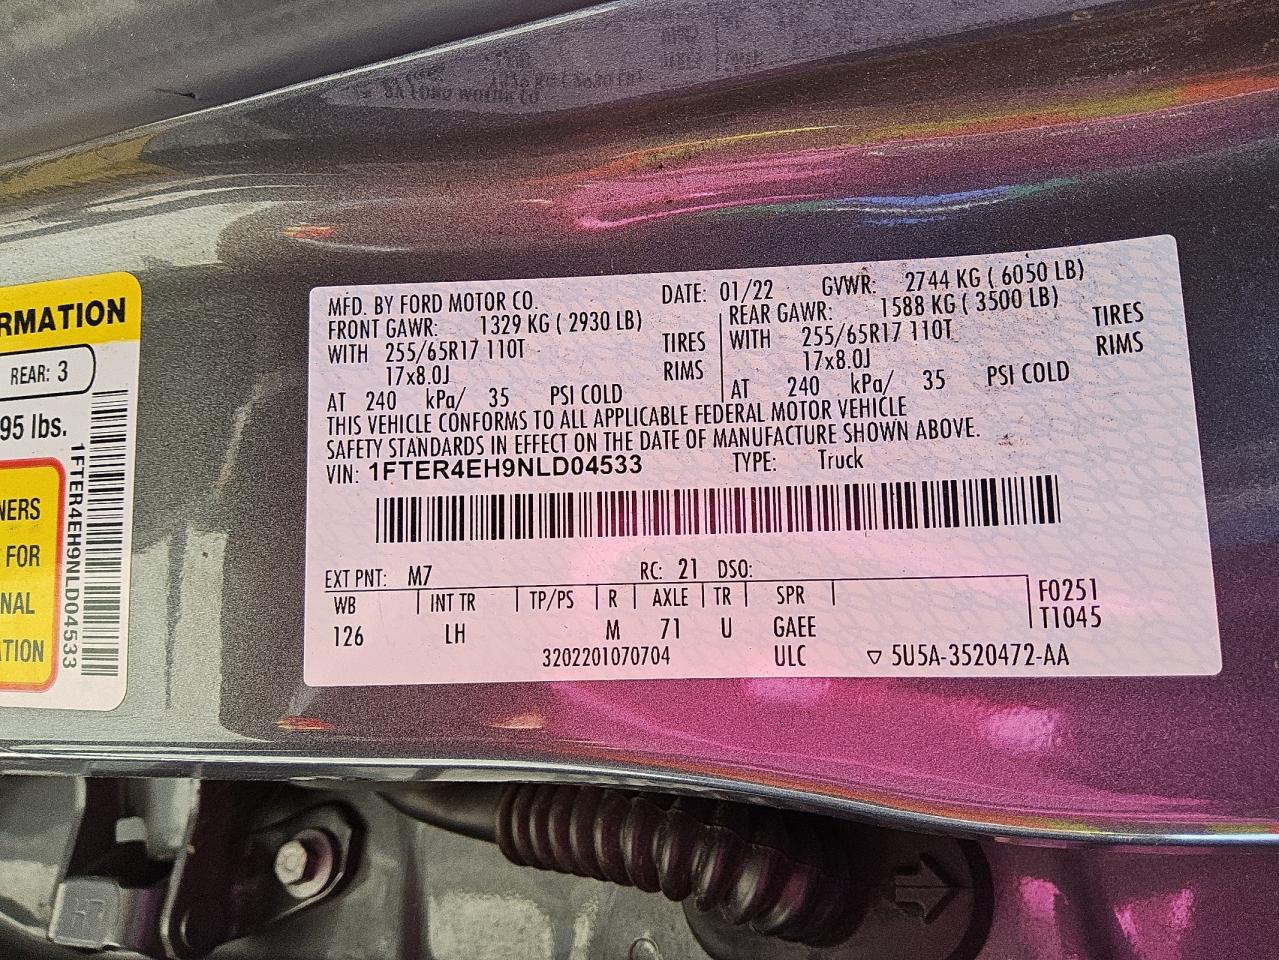 MFD. BY FORD MOTOR CO. DATE: 01/22 GVWR: 2744 KG ( 6050 LB)
FRONT GAWR: 1329 KG ( 2930 LB) REAR GAWR: 1588 KG ( 3500 LB)
WITH 255/65R17 110T TIRES WITH 255/65R17 110T TIRES
17x8.0J RIMS 17x8.0J RIMS
AT 240 kPa/ 35 PSI COLD AT 240 kPa/ 35 PSI COLD
THIS VEHICLE CONFORMS TO ALL APPLICABLE FEDERAL MOTOR VEHICLE
SAFETY STANDARDS IN EFFECT ON THE DATE OF MANUFACTURE SHOWN ABOVE.
VIN: 1FTER4EH9NLD04533 TYPE: Truck
EXT PNT: M7 RC: 21 DSO:
WB INT TR TP/PS R AXLE TR SPR F0251
126 LH M 71 U GAEE T1045
3202201070704 ULC ▽ 5U5A-3520472-AA
RMATION
REAR: 3
95 lbs.
NERS
FOR
NAL
TION
1FTER4EH9NLD04533